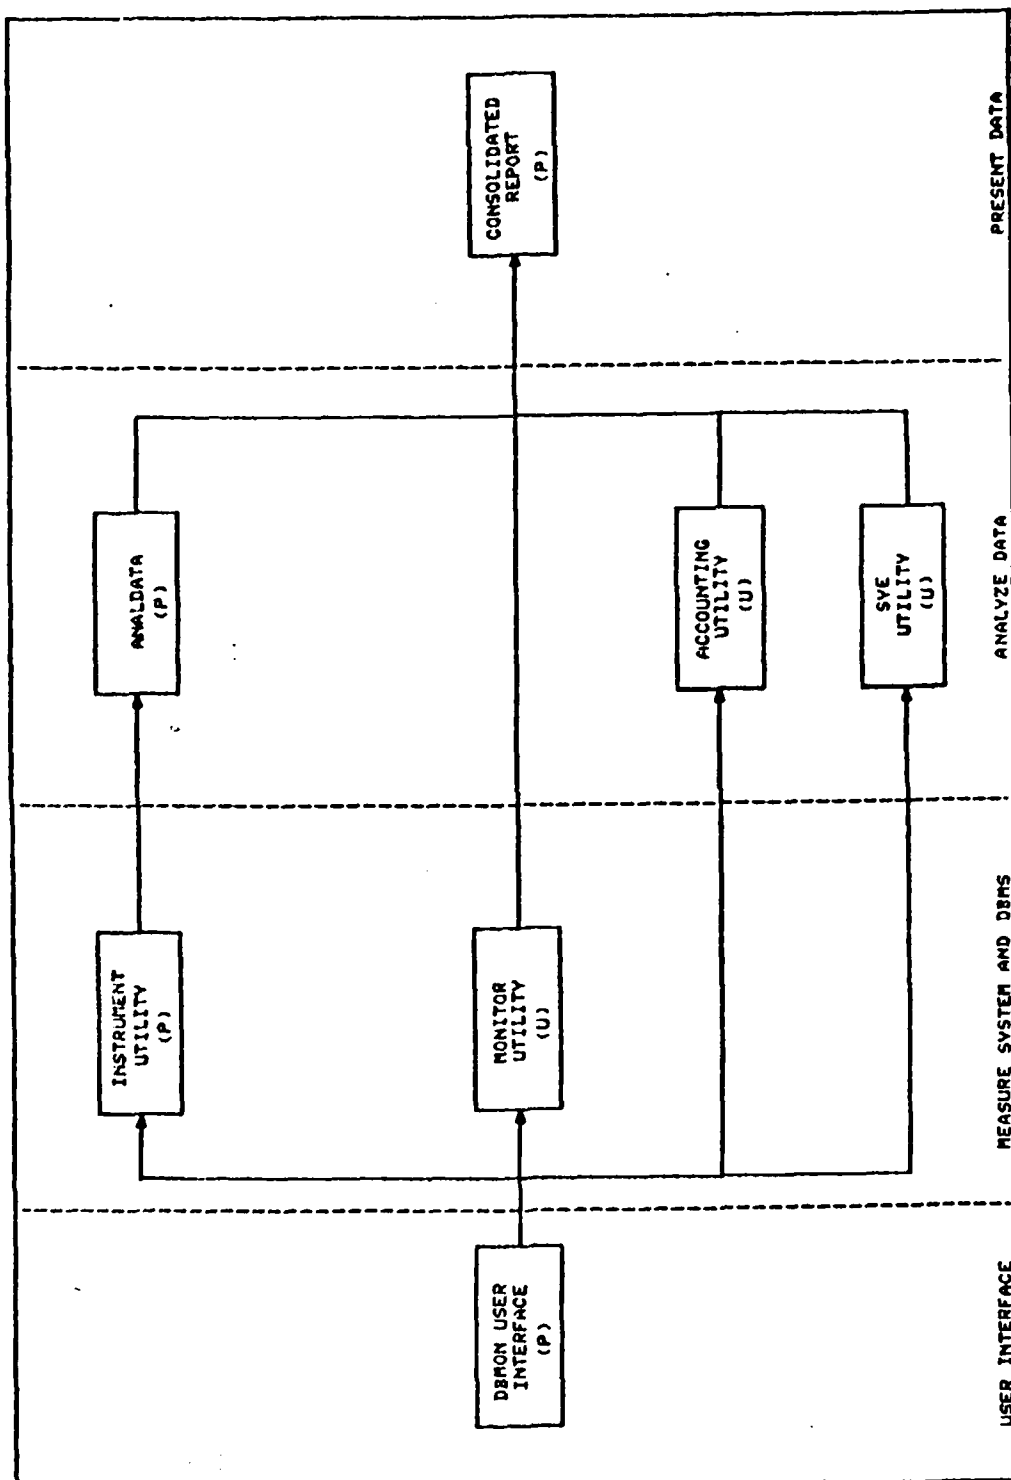 INSTRUMENT
UTILITY
(P)
ANALDATA
(P)
DBMON USER
INTERFACE
(P)
MONITOR
UTILITY
(U)
CONSOLIDATED
REPORT
(P)
ACCOUNTING
UTILITY
(U)
SYE
UTILITY
(U)
USER INTERFACE
MEASURE SYSTEM AND DBMS
ANALYZE DATA
PRESENT DATA